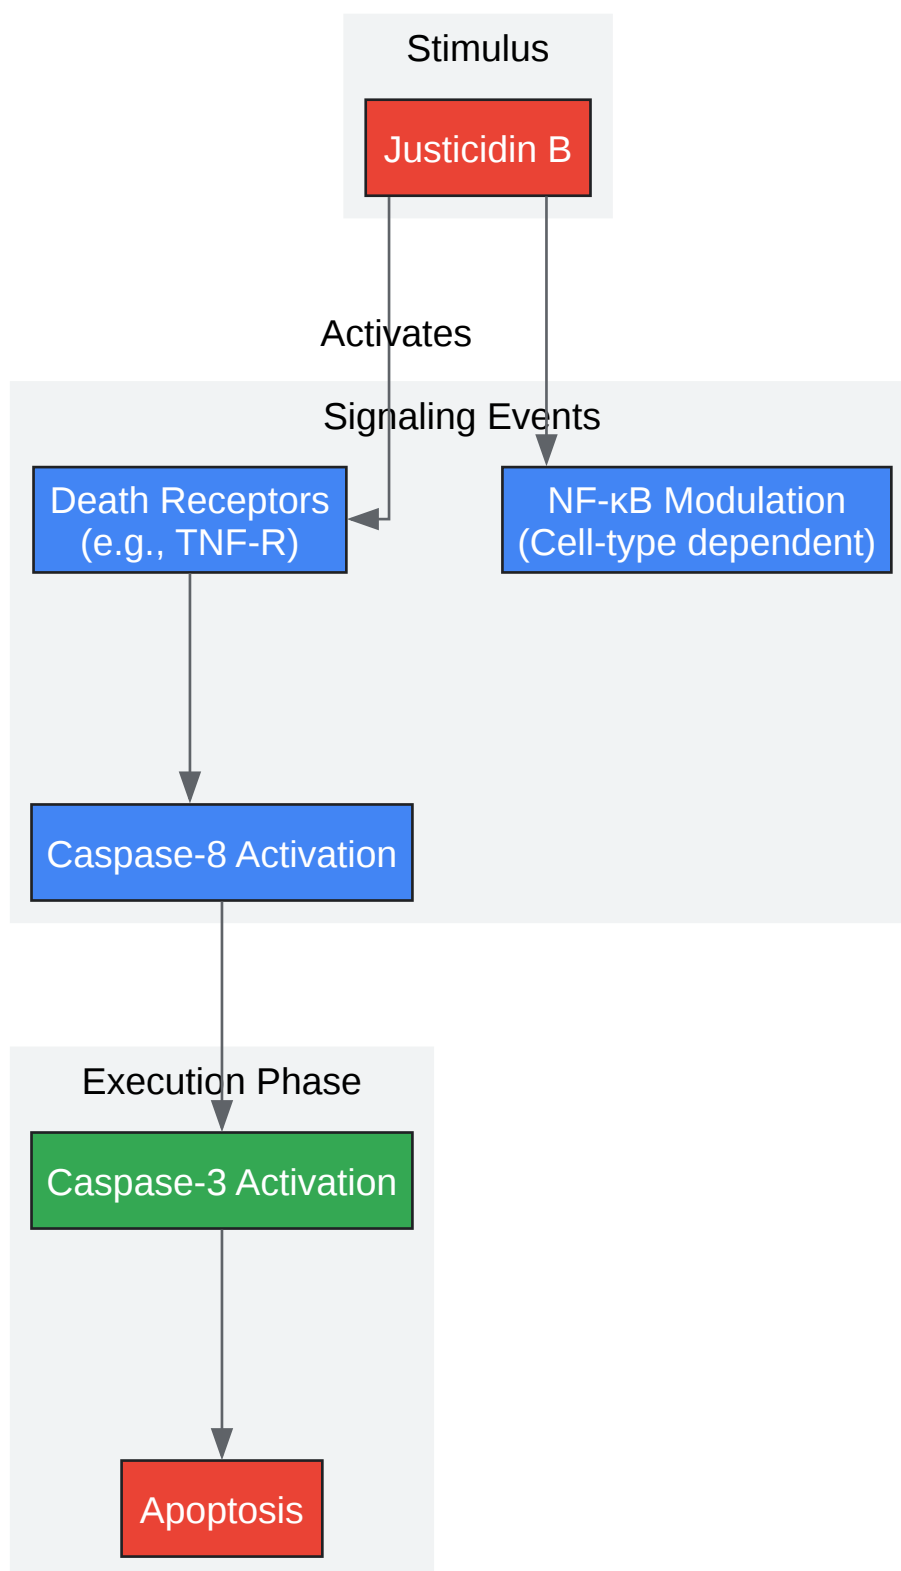 Stimulus
Justicidin B
Activates
Signaling Events
Death Receptors
(e.g., TNF-R)
NF-κB Modulation
(Cell-type dependent)
Caspase-8 Activation
Execution Phase
Caspase-3 Activation
Apoptosis